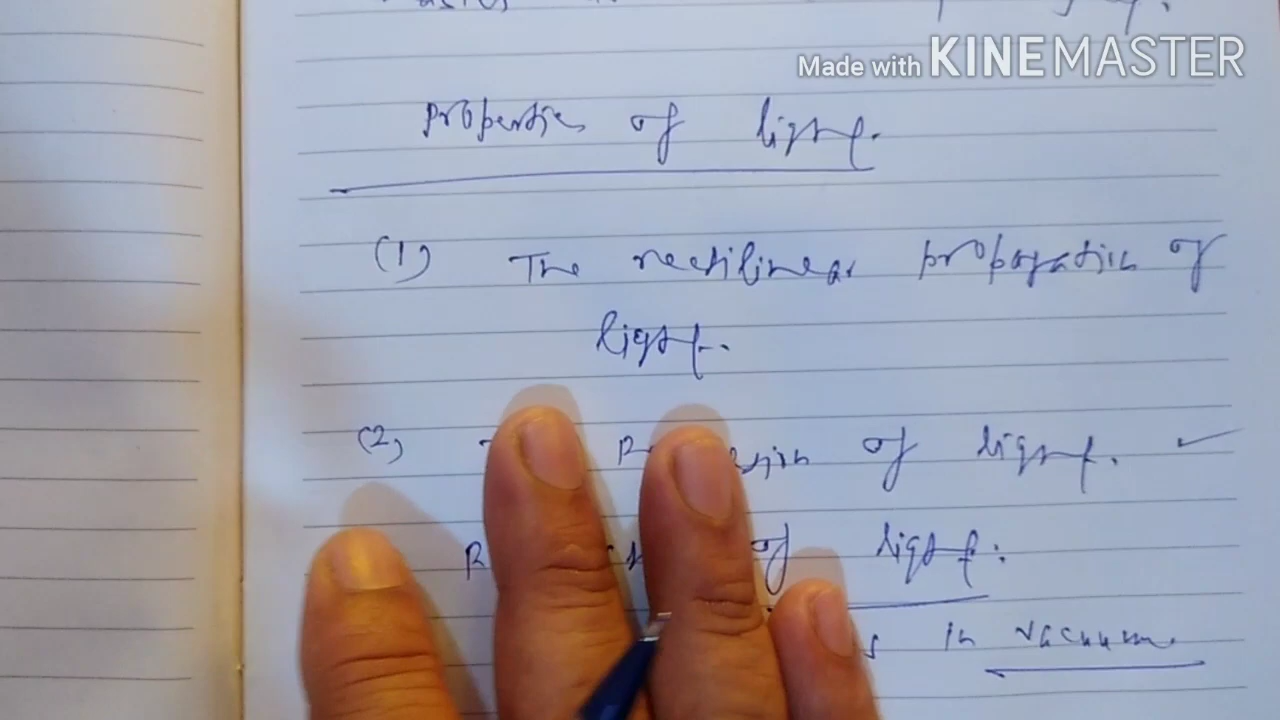 Made with KINEMASTER
Properties of light.
(1) The rectilinear propagation of
light.
(2) of light.
of light.
in vacuum.